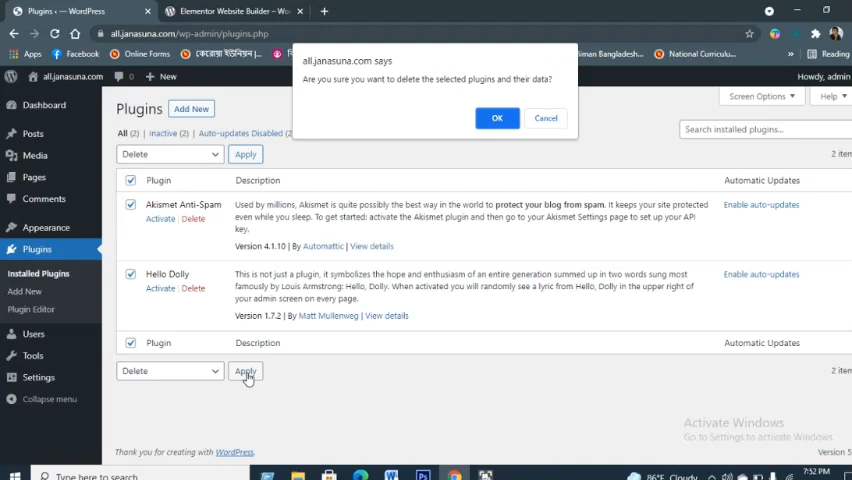 Plugins ‹ — WordPress
Elementor Website Builder – Wo
all.janasuna.com/wp-admin/plugins.php
Apps
Facebook
Online Forms
কেরোয়া ইউনিয়ন |...
Siman Bangladesh...
National Curriculu...
Reading
all.janasuna.com
0
New
Howdy, admin
all.janasuna.com says
Are you sure you want to delete the selected plugins and their data?
OK
Cancel
Dashboard
Posts
Media
Pages
Comments
Appearance
Plugins
Installed Plugins
Add New
Plugin Editor
Users
Tools
Settings
Collapse menu
Plugins
Add New
Screen Options
Help
All (2) | Inactive (2) | Auto-updates Disabled (2
Search installed plugins...
Delete
Apply
2 item
Plugin
Description
Automatic Updates
Akismet Anti-Spam
Activate | Delete
Used by millions, Akismet is quite possibly the best way in the world to protect your blog from spam. It keeps your site protected
even while you sleep. To get started: activate the Akismet plugin and then go to your Akismet Settings page to set up your API
key.
Version 4.1.10 | By Automattic | View details
Enable auto-updates
Hello Dolly
Activate | Delete
This is not just a plugin, it symbolizes the hope and enthusiasm of an entire generation summed up in two words sung most
famously by Louis Armstrong: Hello, Dolly. When activated you will randomly see a lyric from Hello, Dolly in the upper right of
your admin screen on every page.
Version 1.7.2 | By Matt Mullenweg | View details
Enable auto-updates
Plugin
Description
Automatic Updates
Delete
Apply
2 item
Activate Windows
Go to Settings to activate Windows.
Thank you for creating with WordPress.
Version 5
Type here to search
86°F Cloudy
7:52 PM